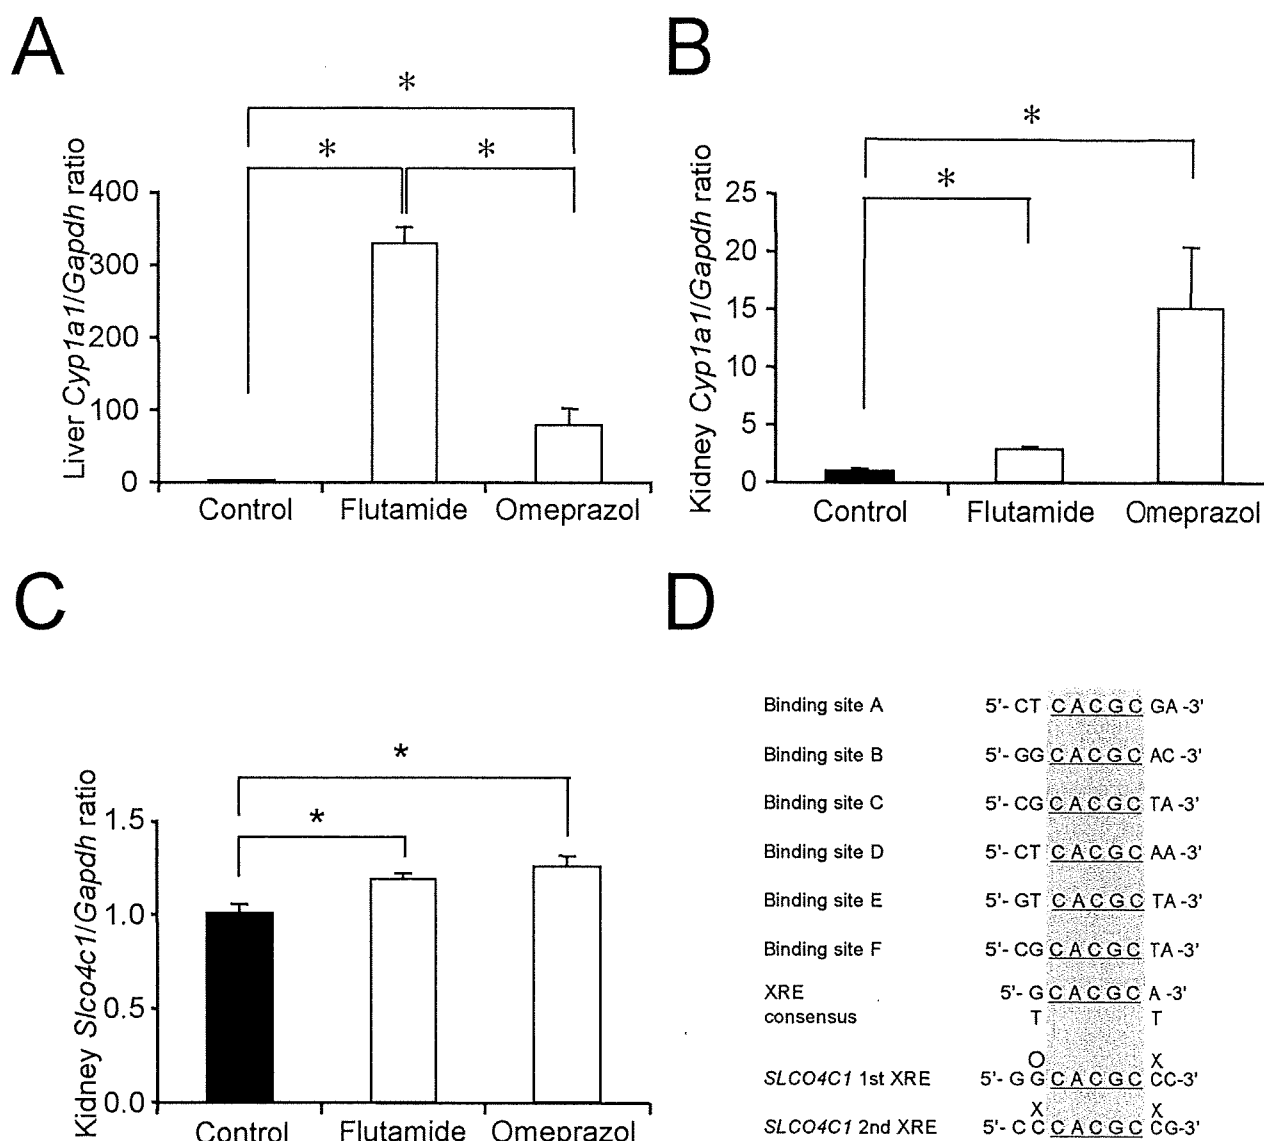 A
*
* *
Liver Cyp1a1/Gapdh ratio
400
300
200
100
0
Control Flutamide Omeprazol
B
*
*
Kidney Cyp1a1/Gapdh ratio
25
20
15
10
5
0
Control Flutamide Omeprazol
C
*
*
Kidney Slco4c1/Gapdh ratio
1.5
1.0
0.5
0.0
Control Flutamide Omeprazol
D
Binding site A 5'- CT CACGC GA -3'
Binding site B 5'- GG CACGC AC -3'
Binding site C 5'- CG CACGC TA -3'
Binding site D 5'- CT CACGC AA -3'
Binding site E 5'- GT CACGC TA -3'
Binding site F 5'- CG CACGC TA -3'
XRE 5'- G CACGC A -3'
consensus T T
O X
SLCO4C1 1st XRE 5'- GG CACGC CC-3'
X X
SLCO4C1 2nd XRE 5'- CC CACGC CG-3'